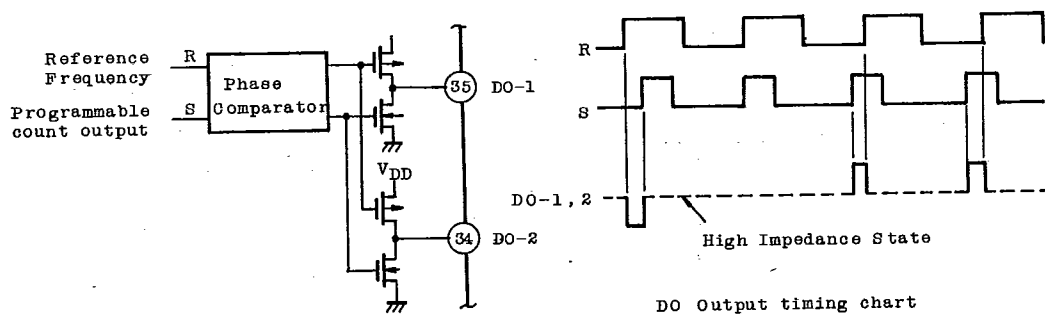 Reference
Frequency
R
Programmable
count output
S
Phase
Comparator
35
DO-1
VDD
34
DO-2
R
S
DO-1,2
High Impedance State
DO Output timing chart